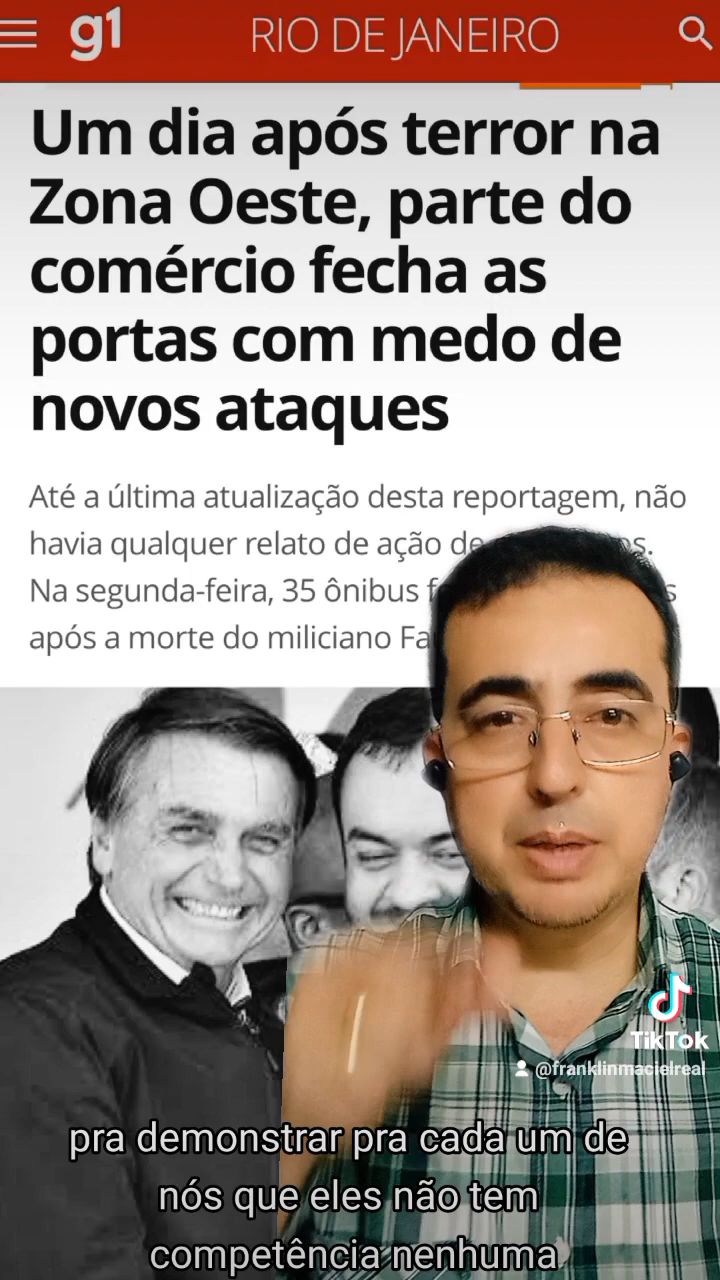 g1
RIO DE JANEIRO
Um dia após terror na
Zona Oeste, parte do
comércio fecha as
portas com medo de
novos ataques
Até a última atualização desta reportagem, não
havia qualquer relato de ação de
Na segunda-feira, 35 ônibus
após a morte do miliciano
TikTok
@franklinmacielreal
pra demonstrar pra cada um de
nós que eles não tem
competência nenhuma